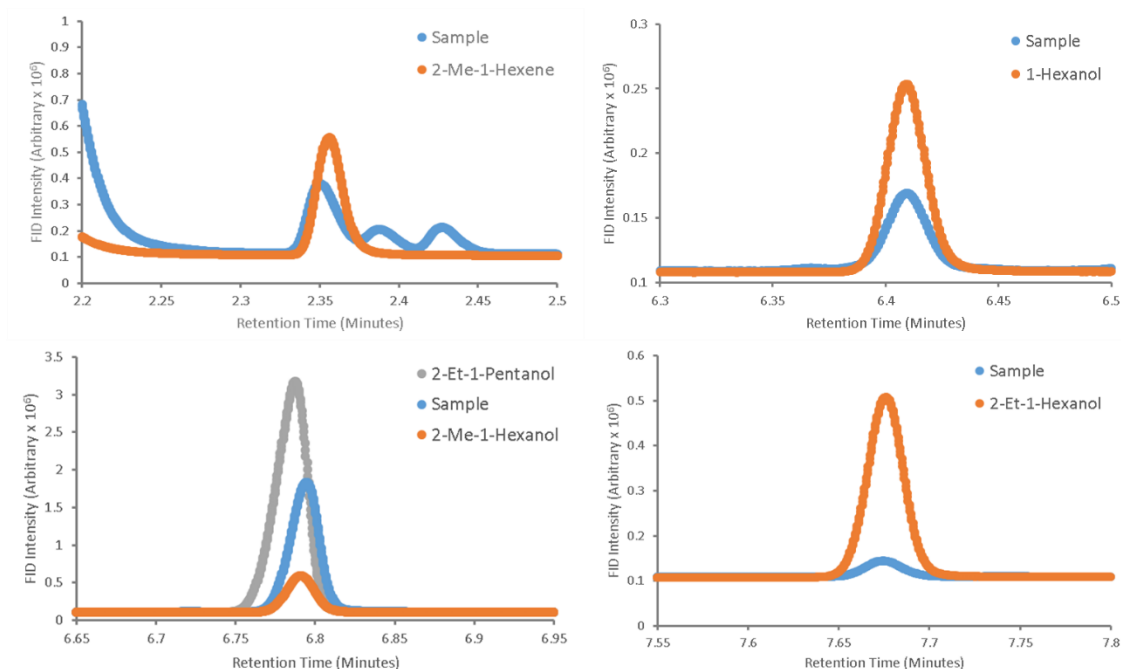 1
0.9
0.8
0.7
0.6
0.5
0.4
0.3
0.2
0.1
0
FID Intensity (Arbitrary x 10⁶)
Sample
2-Me-1-Hexene
2.2 2.25 2.3 2.35 2.4 2.45 2.5
Retention Time (Minutes)
0.3
0.25
0.2
0.15
0.1
FID Intensity (Arbitrary x 10⁶)
Sample
1-Hexanol
6.3 6.35 6.4 6.45 6.5
Retention Time (Minutes)
3.5
3
2.5
2
1.5
1
0.5
0
FID Intensity (Arbitrary x 10⁶)
2-Et-1-Pentanol
Sample
2-Me-1-Hexanol
6.65 6.7 6.75 6.8 6.85 6.9 6.95
Retention Time (Minutes)
0.6
0.5
0.4
0.3
0.2
0.1
0
FID Intensity (Arbitrary x 10⁶)
Sample
2-Et-1-Hexanol
7.55 7.6 7.65 7.7 7.75 7.8
Retention Time (Minutes)